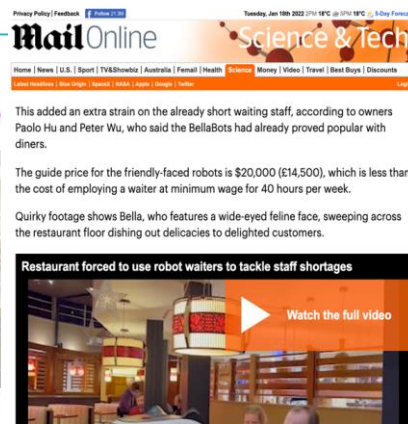 Privacy Policy | Feedback
Tuesday, Jan 18th 2022 2PM 18°C 5PM 18°C 5-Day Forec
Mail Online
Science & Tech
Home | News | U.S. | Sport | TV&Showbiz | Australia | Femail | Health | Science | Money | Video | Travel | Best Buys | Discounts
Latest Headlines | Blue Origin | SpaceX | NASA | Apple | Google | Twitter
This added an extra strain on the already short waiting staff, according to owners
Paolo Hu and Peter Wu, who said the BellaBots had already proved popular with
diners.
The guide price for the friendly-faced robots is $20,000 (£14,500), which is less than
the cost of employing a waiter at minimum wage for 40 hours per week.
Quirky footage shows Bella, who features a wide-eyed feline face, sweeping across
the restaurant floor dishing out delicacies to delighted customers.
Restaurant forced to use robot waiters to tackle staff shortages
Watch the full video